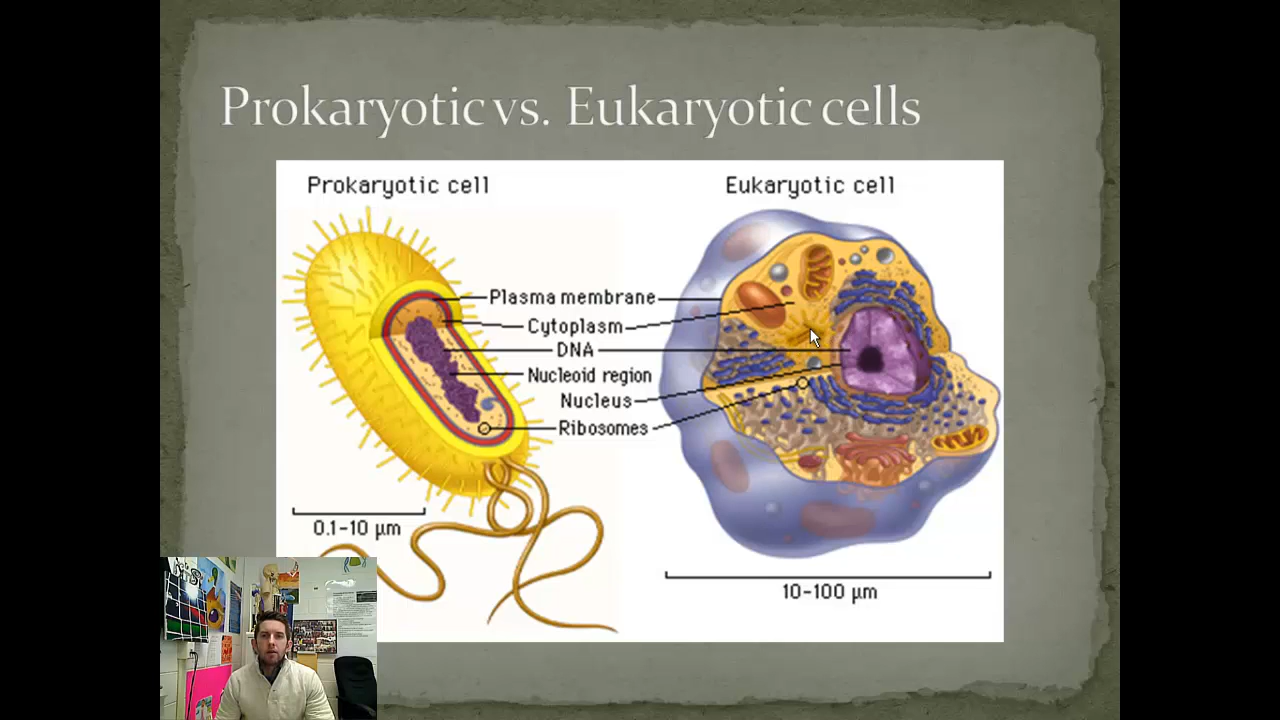 Prokaryotic vs. Eukaryotic cells
Prokaryotic cell
Eukaryotic cell
Plasma membrane
Cytoplasm
DNA
Nucleoid region
Nucleus
Ribosomes
0.1–10 µm
10–100 µm